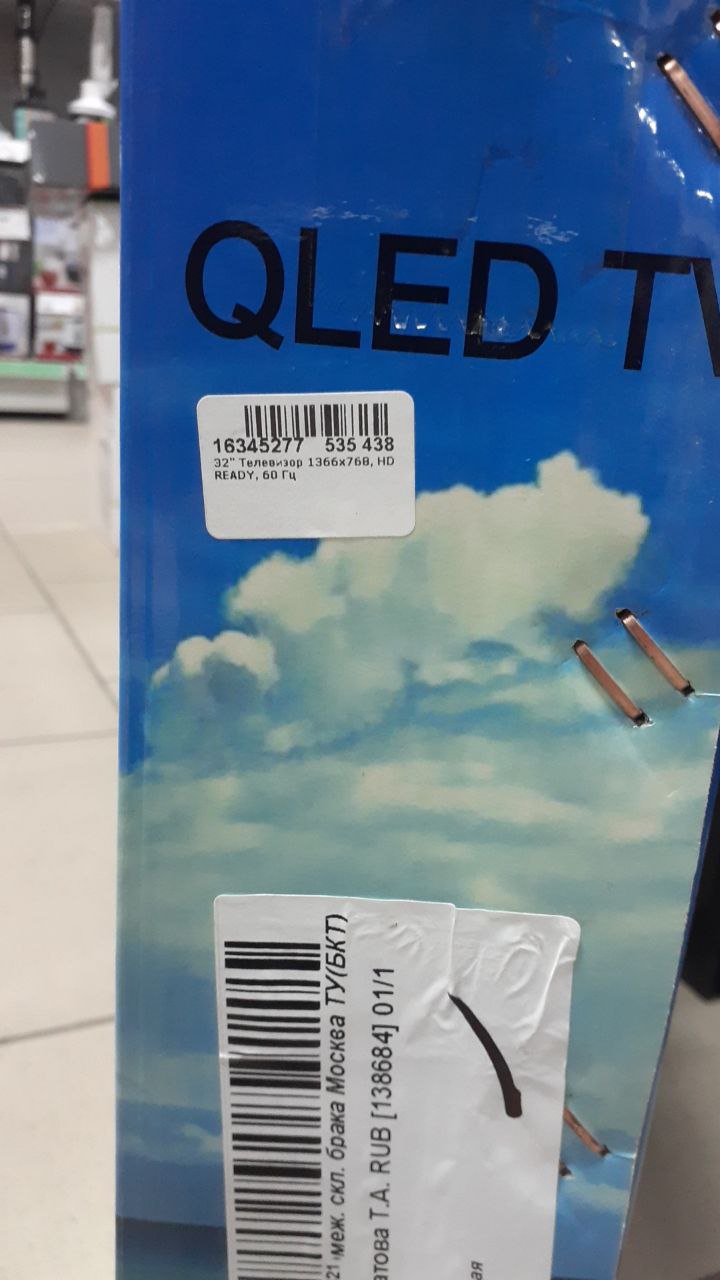 QLED TV
16345277 535 438
32" Телевизор 1366x768, HD
READY, 60 Гц
21 меж. скл. брака Москва ТУ(БКТ)
Т.А. RUB [138684] 01/1